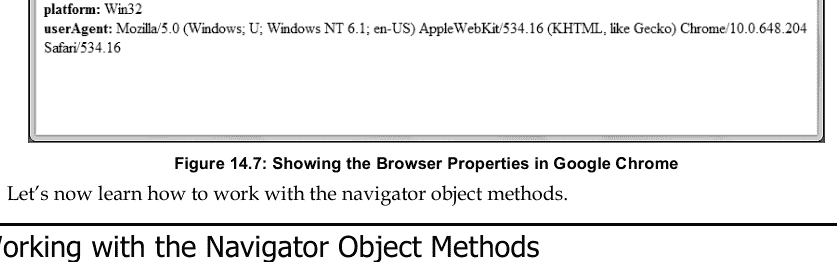 platform: Win32
userAgent: Mozilla/5.0 (Windows; U; Windows NT 6.1; en-US) AppleWebKit/534.16 (KHTML, like Gecko) Chrome/10.0.648.204
Safari/534.16
Figure 14.7: Showing the Browser Properties in Google Chrome
Let's now learn how to work with the navigator object methods.
orking with the Navigator Object Methods